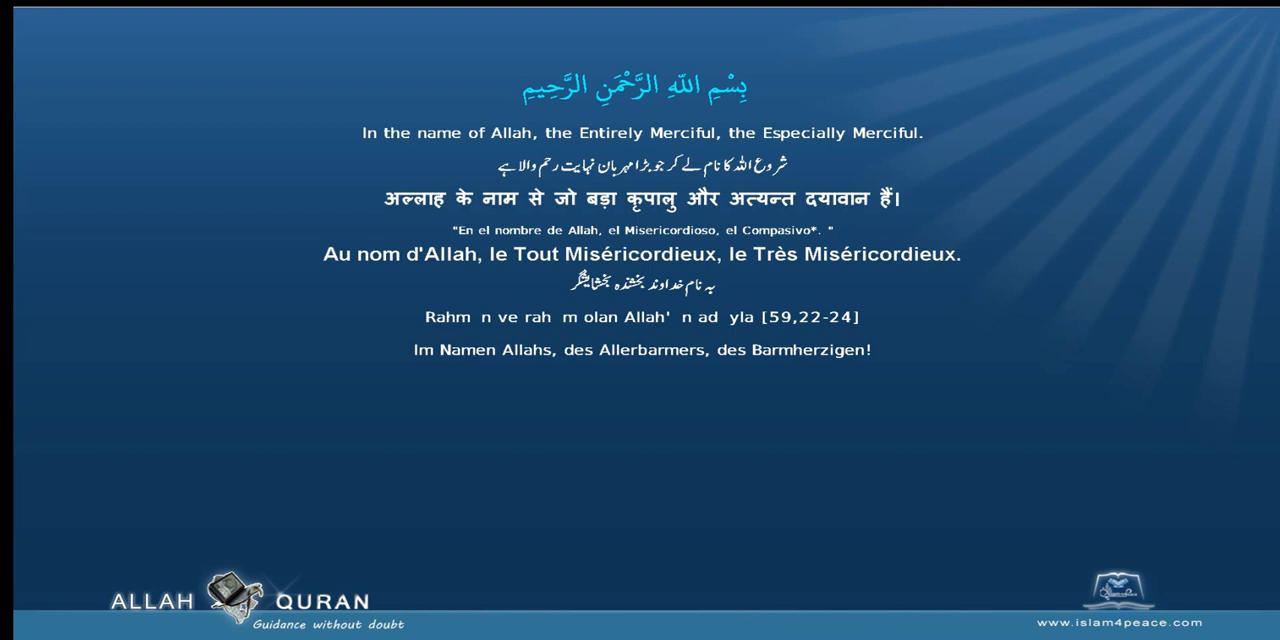 بِسْمِ اللَّهِ الرَّحْمَنِ الرَّحِيمِ
In the name of Allah, the Entirely Merciful, the Especially Merciful.
شروع الله کا نام لے کر جو بڑا مہربان نہایت رحم والا ہے
अल्लाह के नाम से जो बड़ा कृपालु और अत्यन्त दयावान हैं।
"En el nombre de Allah, el Misericordioso, el Compasivo*. "
Au nom d'Allah, le Tout Miséricordieux, le Très Miséricordieux.
به نام خداوند بخشنده بخشایشگر
Rahm n ve rah m olan Allah' n ad yla [59,22-24]
Im Namen Allahs, des Allerbarmers, des Barmherzigen!
ALLAH QURAN
Guidance without doubt
www.islam4peace.com